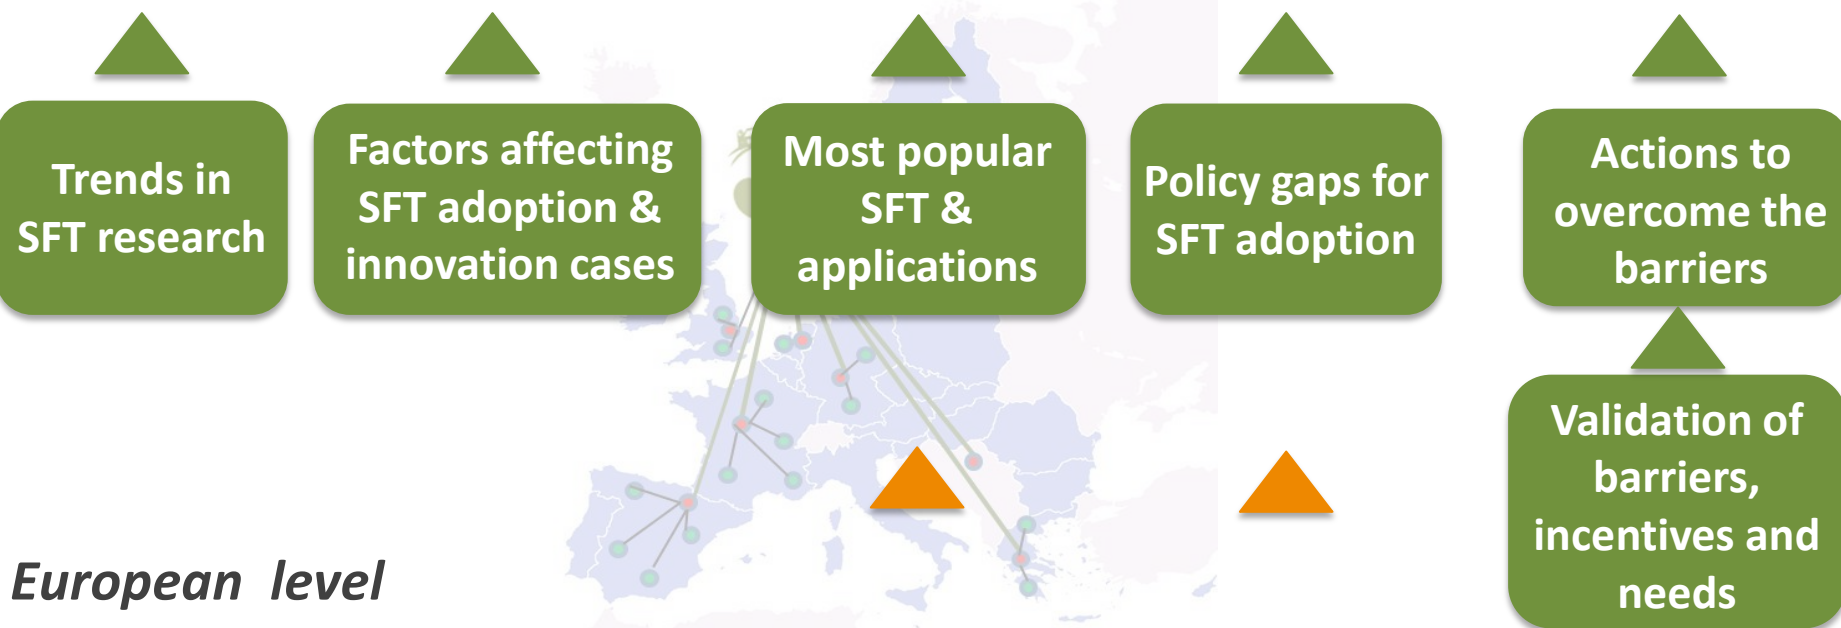 Trends in
SFT research
Factors affecting
SFT adoption &
innovation cases
Most popular
SFT &
applications
Policy gaps for
SFT adoption
Actions to
overcome the
barriers
Validation of
barriers,
incentives and
needs
European level